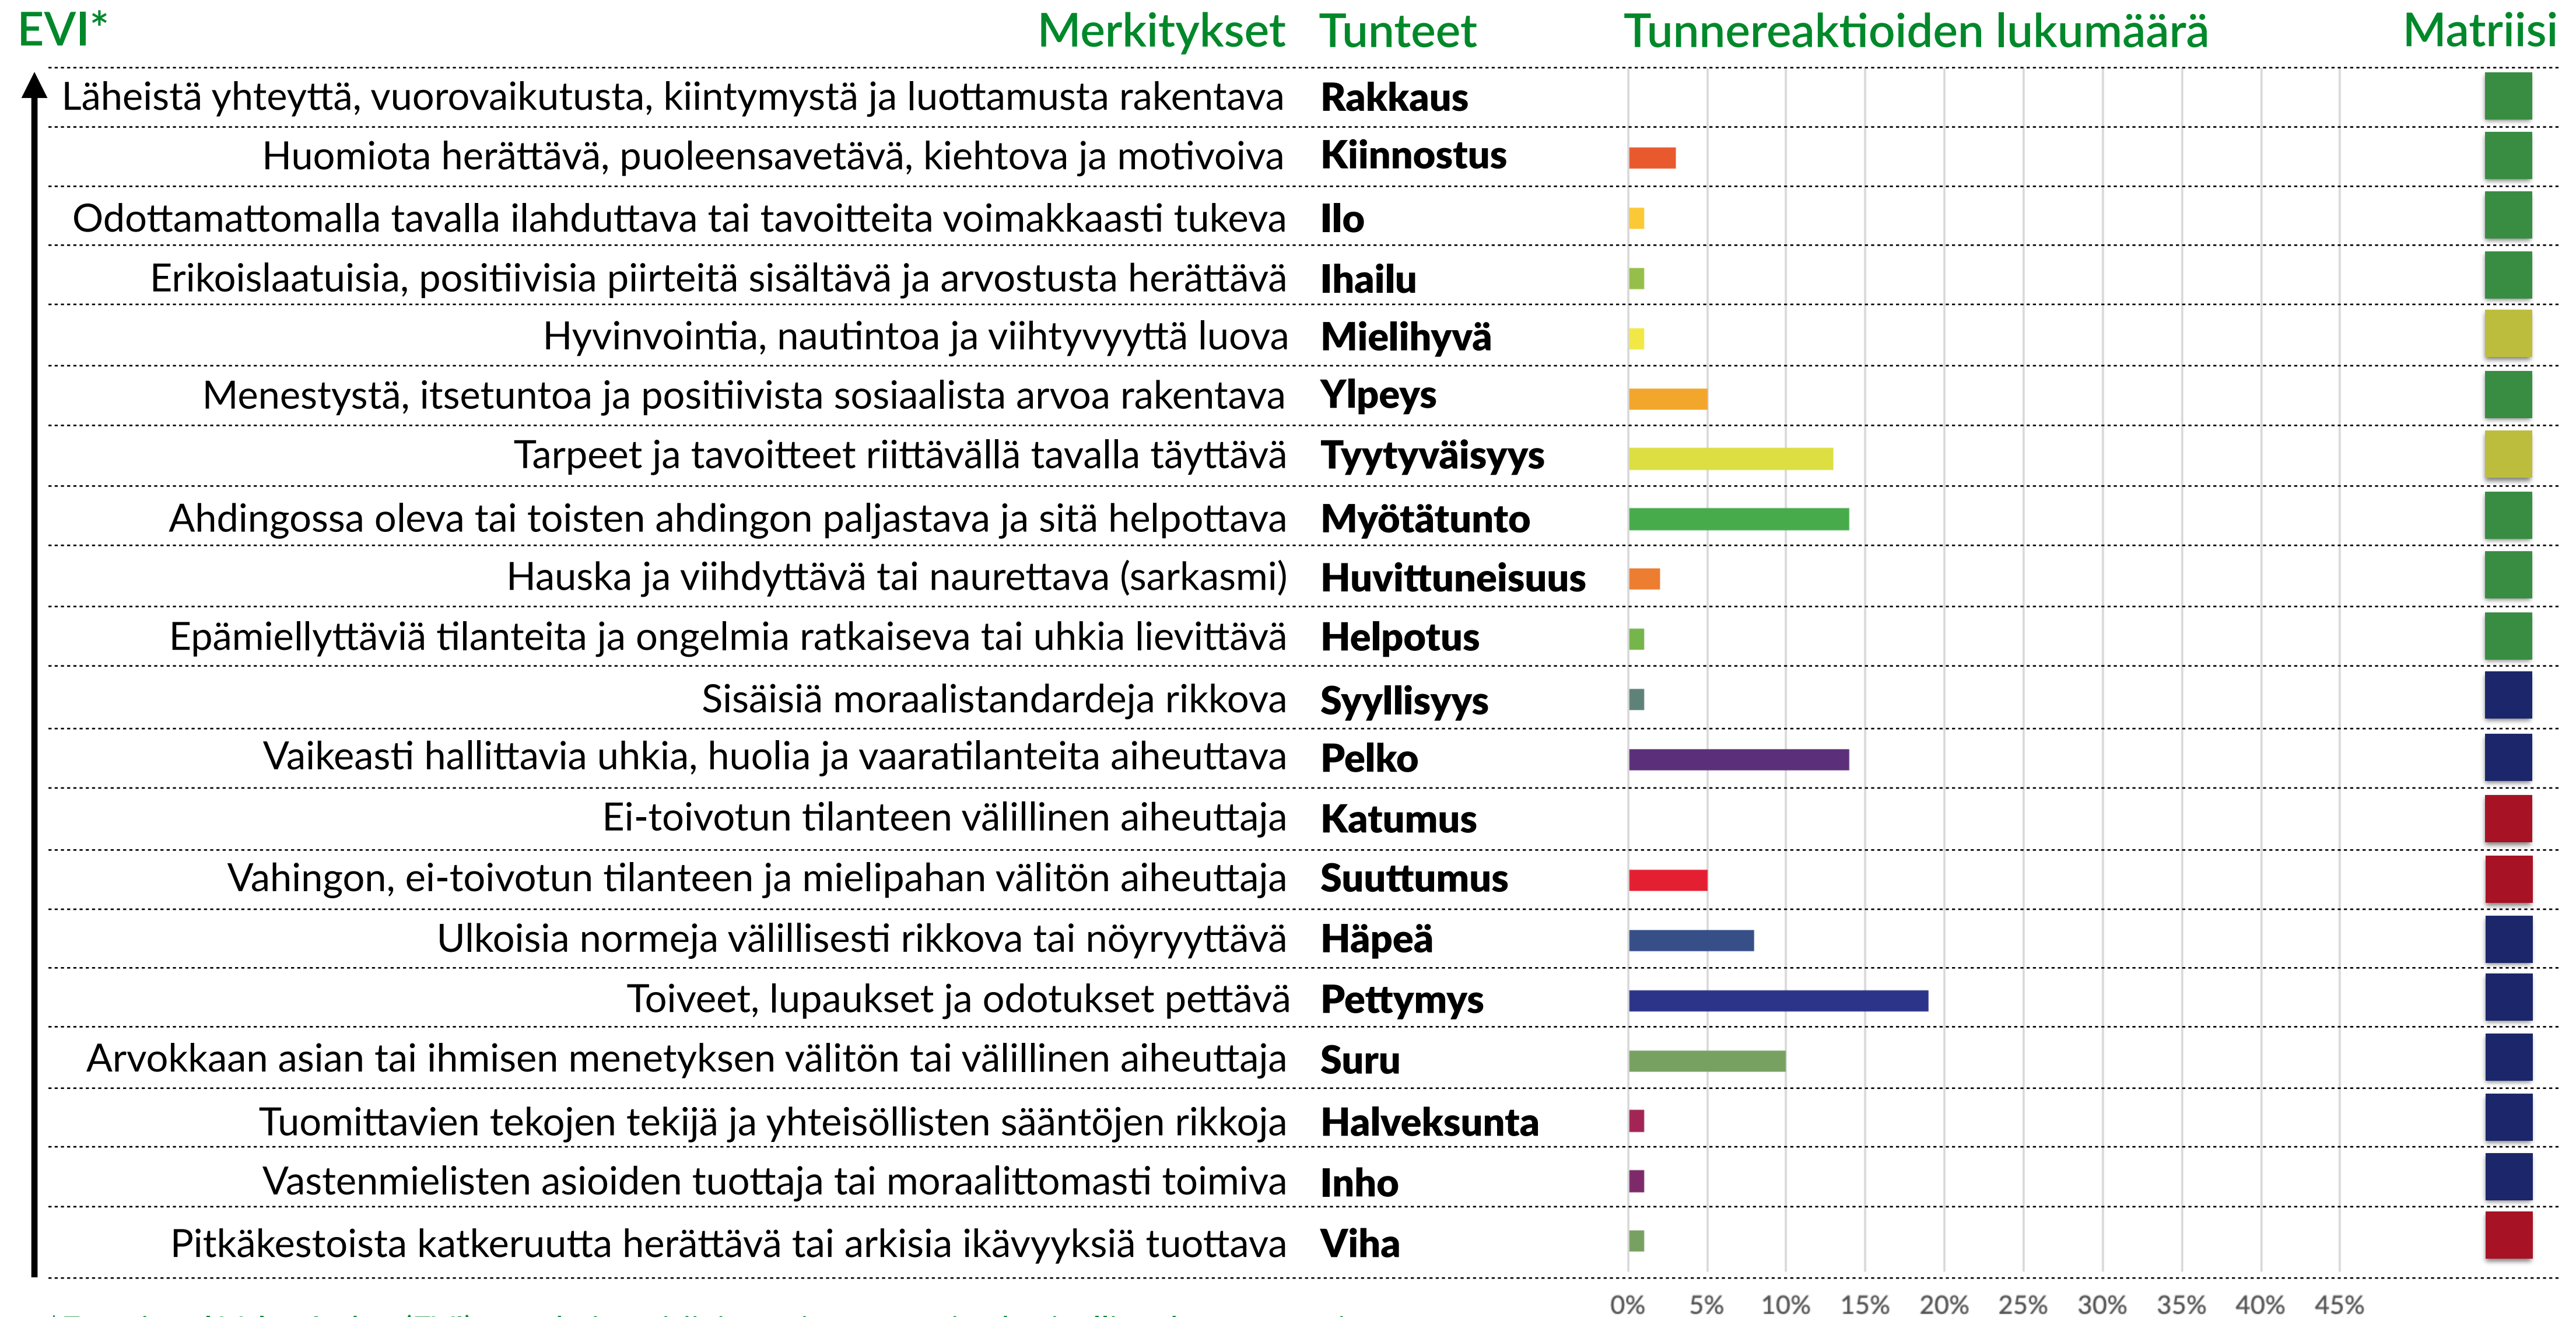 EVI* Merkitykset Tunteet Tunnereaktioiden lukumäärä Matriisi
Läheistä yhteyttä, vuorovaikutusta, kiintymystä ja luottamusta rakentava Rakkaus
Huomiota herättävä, puoleensavetävä, kiehtova ja motivoiva Kiinnostus
Odottamattomalla tavalla ilahduttava tai tavoitteita voimakkaasti tukeva Ilo
Erikoislaatuisia, positiivisia piirteitä sisältävä ja arvostusta herättävä Ihailu
Hyvinvointia, nautintoa ja viihtyvyyttä luova Mielihyvä
Menestystä, itsetuntoa ja positiivista sosiaalista arvoa rakentava Ylpeys
Tarpeet ja tavoitteet riittävällä tavalla täyttävä Tyytyväisyys
Ahdingossa oleva tai toisten ahdingon paljastava ja sitä helpottava Myötätunto
Hauska ja viihdyttävä tai naurettava (sarkasmi) Huvittuneisuus
Epämiellyttäviä tilanteita ja ongelmia ratkaiseva tai uhkia lievittävä Helpotus
Sisäisiä moraalistandardeja rikkova Syyllisyys
Vaikeasti hallittavia uhkia, huolia ja vaaratilanteita aiheuttava Pelko
Ei-toivotun tilanteen välillinen aiheuttaja Katumus
Vahingon, ei-toivotun tilanteen ja mielipahan välitön aiheuttaja Suuttumus
Ulkoisia normeja välillisesti rikkova tai nöyryyttävä Häpeä
Toiveet, lupaukset ja odotukset pettävä Pettymys
Arvokkaan asian tai ihmisen menetyksen välitön tai välillinen aiheuttaja Suru
Tuomittavien tekojen tekijä ja yhteisöllisten sääntöjen rikkoja Halveksunta
Vastenmielisten asioiden tuottaja tai moraalittomasti toimiva Inho
Pitkäkestoista katkeruutta herättävä tai arkisia ikävyyksiä tuottava Viha
0% 5% 10% 15% 20% 25% 30% 35% 40% 45%